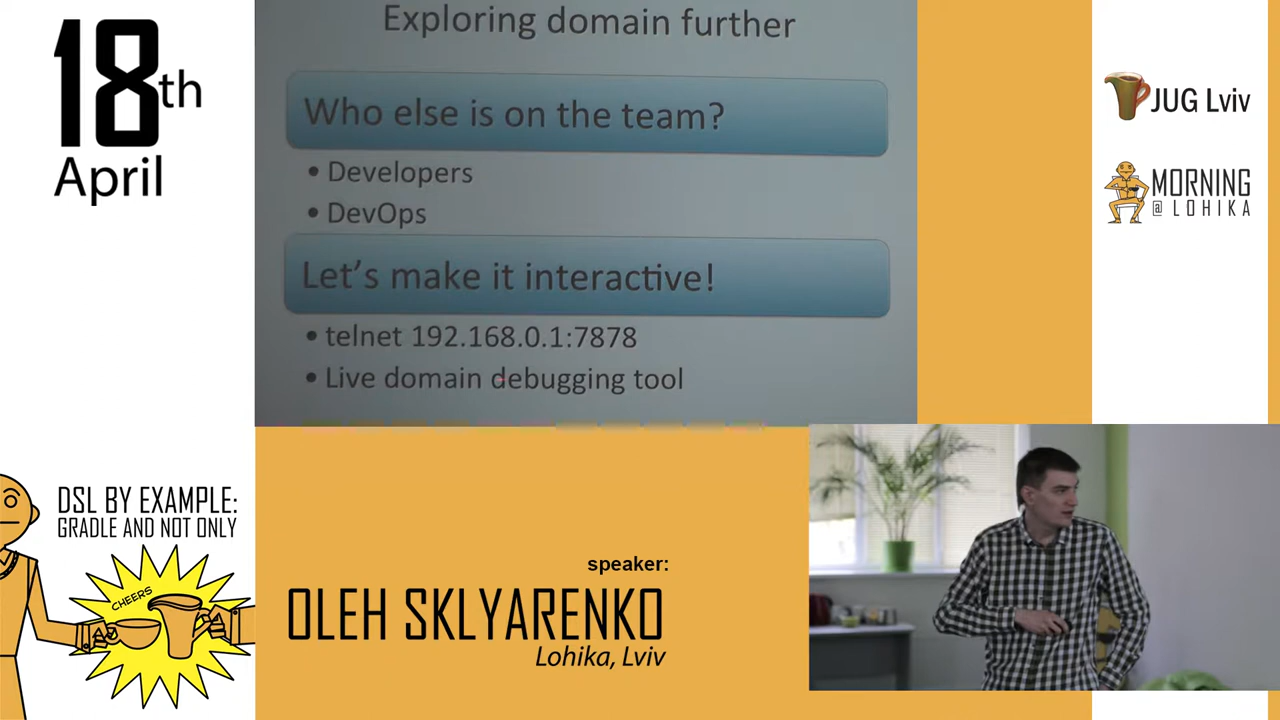 18th
April
Exploring domain further
Who else is on the team?
• Developers
• DevOps
Let's make it interactive!
• telnet 192.168.0.1:7878
• Live domain debugging tool
JUG Lviv
MORNING
@ LOHIKA
DSL BY EXAMPLE:
GRADLE AND NOT ONLY
CHEERS
speaker:
OLEH SKLYARENKO
Lohika, Lviv